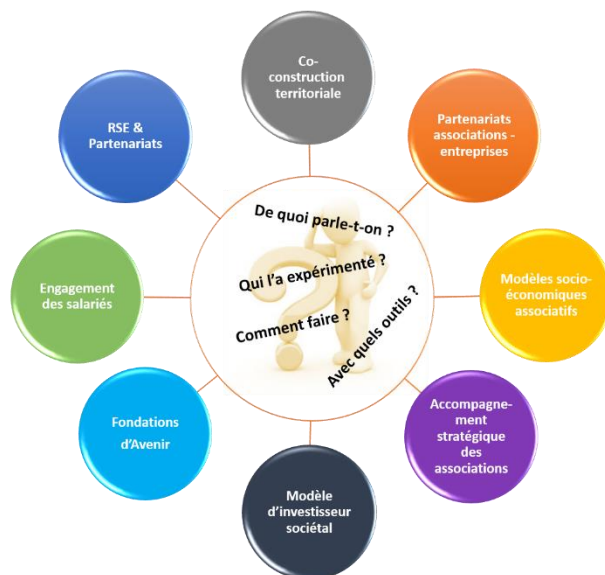 Co-
construction
territoriale
Partenariats
associations -
entreprises
Modèles socio-
économiques
associatifs
Accompagne-
ment
stratégique
des
associations
Modèle
d'investisseur
sociétal
Fondations
d'Avenir
Engagement
des salariés
RSE &
Partenariats
De quoi parle-t-on ?
Qui l'a expérimenté ?
Comment faire ?
Avec quels outils ?